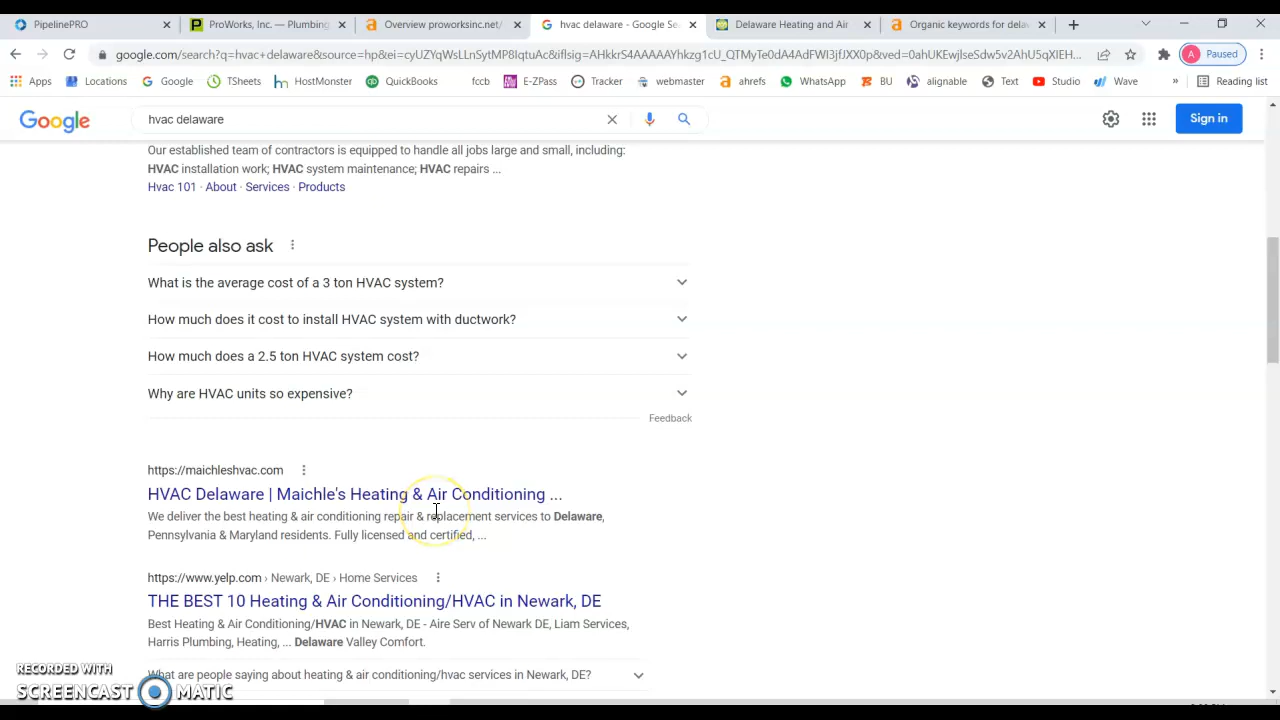 PipelinePRO
ProWorks, Inc. — Plumbing
Overview proworksinc.net/
hvac delaware - Google Se
Delaware Heating and Air
Organic keywords for dela
google.com/search?q=hvac+delaware&source=hp&ei=
Paused
Apps
Locations
Google
TSheets
HostMonster
QuickBooks
fccb
E-ZPass
Tracker
webmaster
ahrefs
WhatsApp
BU
alignable
Text
Studio
Wave
»
Reading list
Google
hvac delaware
Sign in
Our established team of contractors is equipped to handle all jobs large and small, including:
HVAC installation work; HVAC system maintenance; HVAC repairs ...
Hvac 101 · About · Services · Products
People also ask
What is the average cost of a 3 ton HVAC system?
How much does it cost to install HVAC system with ductwork?
How much does a 2.5 ton HVAC system cost?
Why are HVAC units so expensive?
Feedback
https://maichleshvac.com
HVAC Delaware | Maichle's Heating & Air Conditioning ...
We deliver the best heating & air conditioning repair & replacement services to Delaware,
Pennsylvania & Maryland residents. Fully licensed and certified, ...
https://www.yelp.com › Newark, DE › Home Services
THE BEST 10 Heating & Air Conditioning/HVAC in Newark, DE
Best Heating & Air Conditioning/HVAC in Newark, DE - Aire Serv of Newark DE, Liam Services,
Harris Plumbing, Heating, ... Delaware Valley Comfort.
What are people saying about heating & air conditioning/hvac services in Newark, DE?
RECORDED WITH
SCREENCAST MATIC